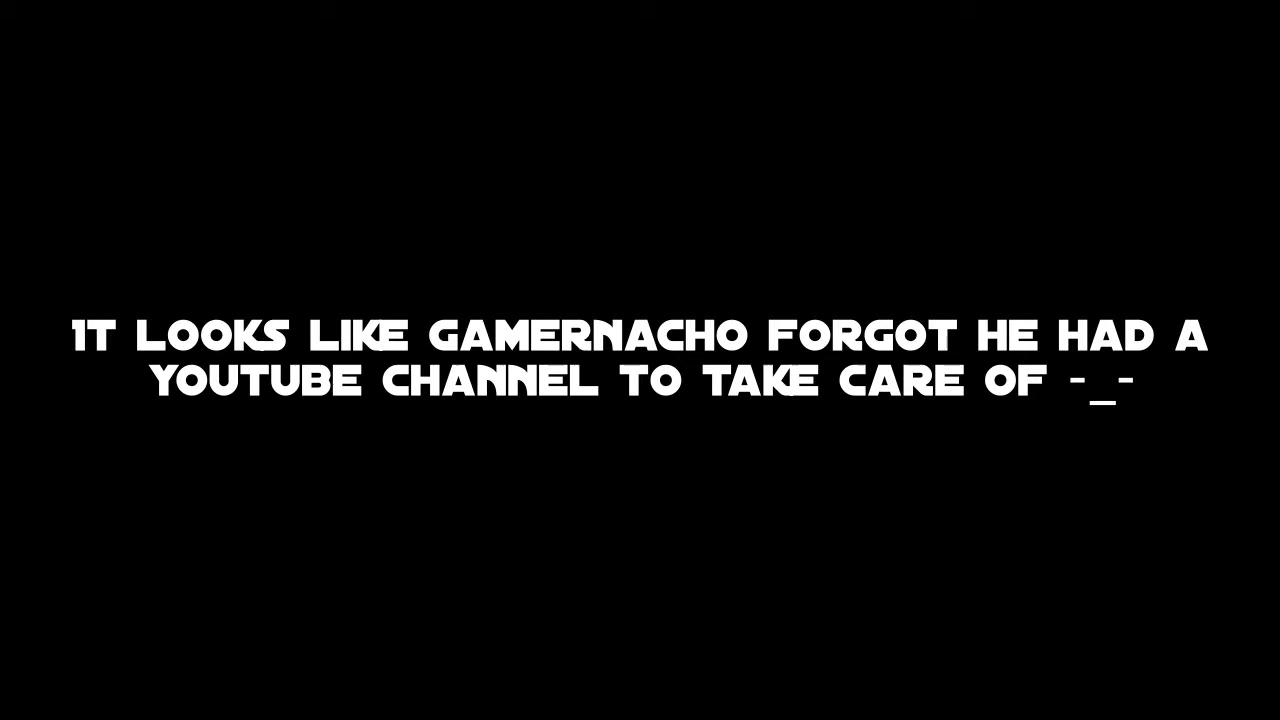 IT LOOKS LIKE GAMERNACHO FORGOT HE HAD A
YOUTUBE CHANNEL TO TAKE CARE OF -_-